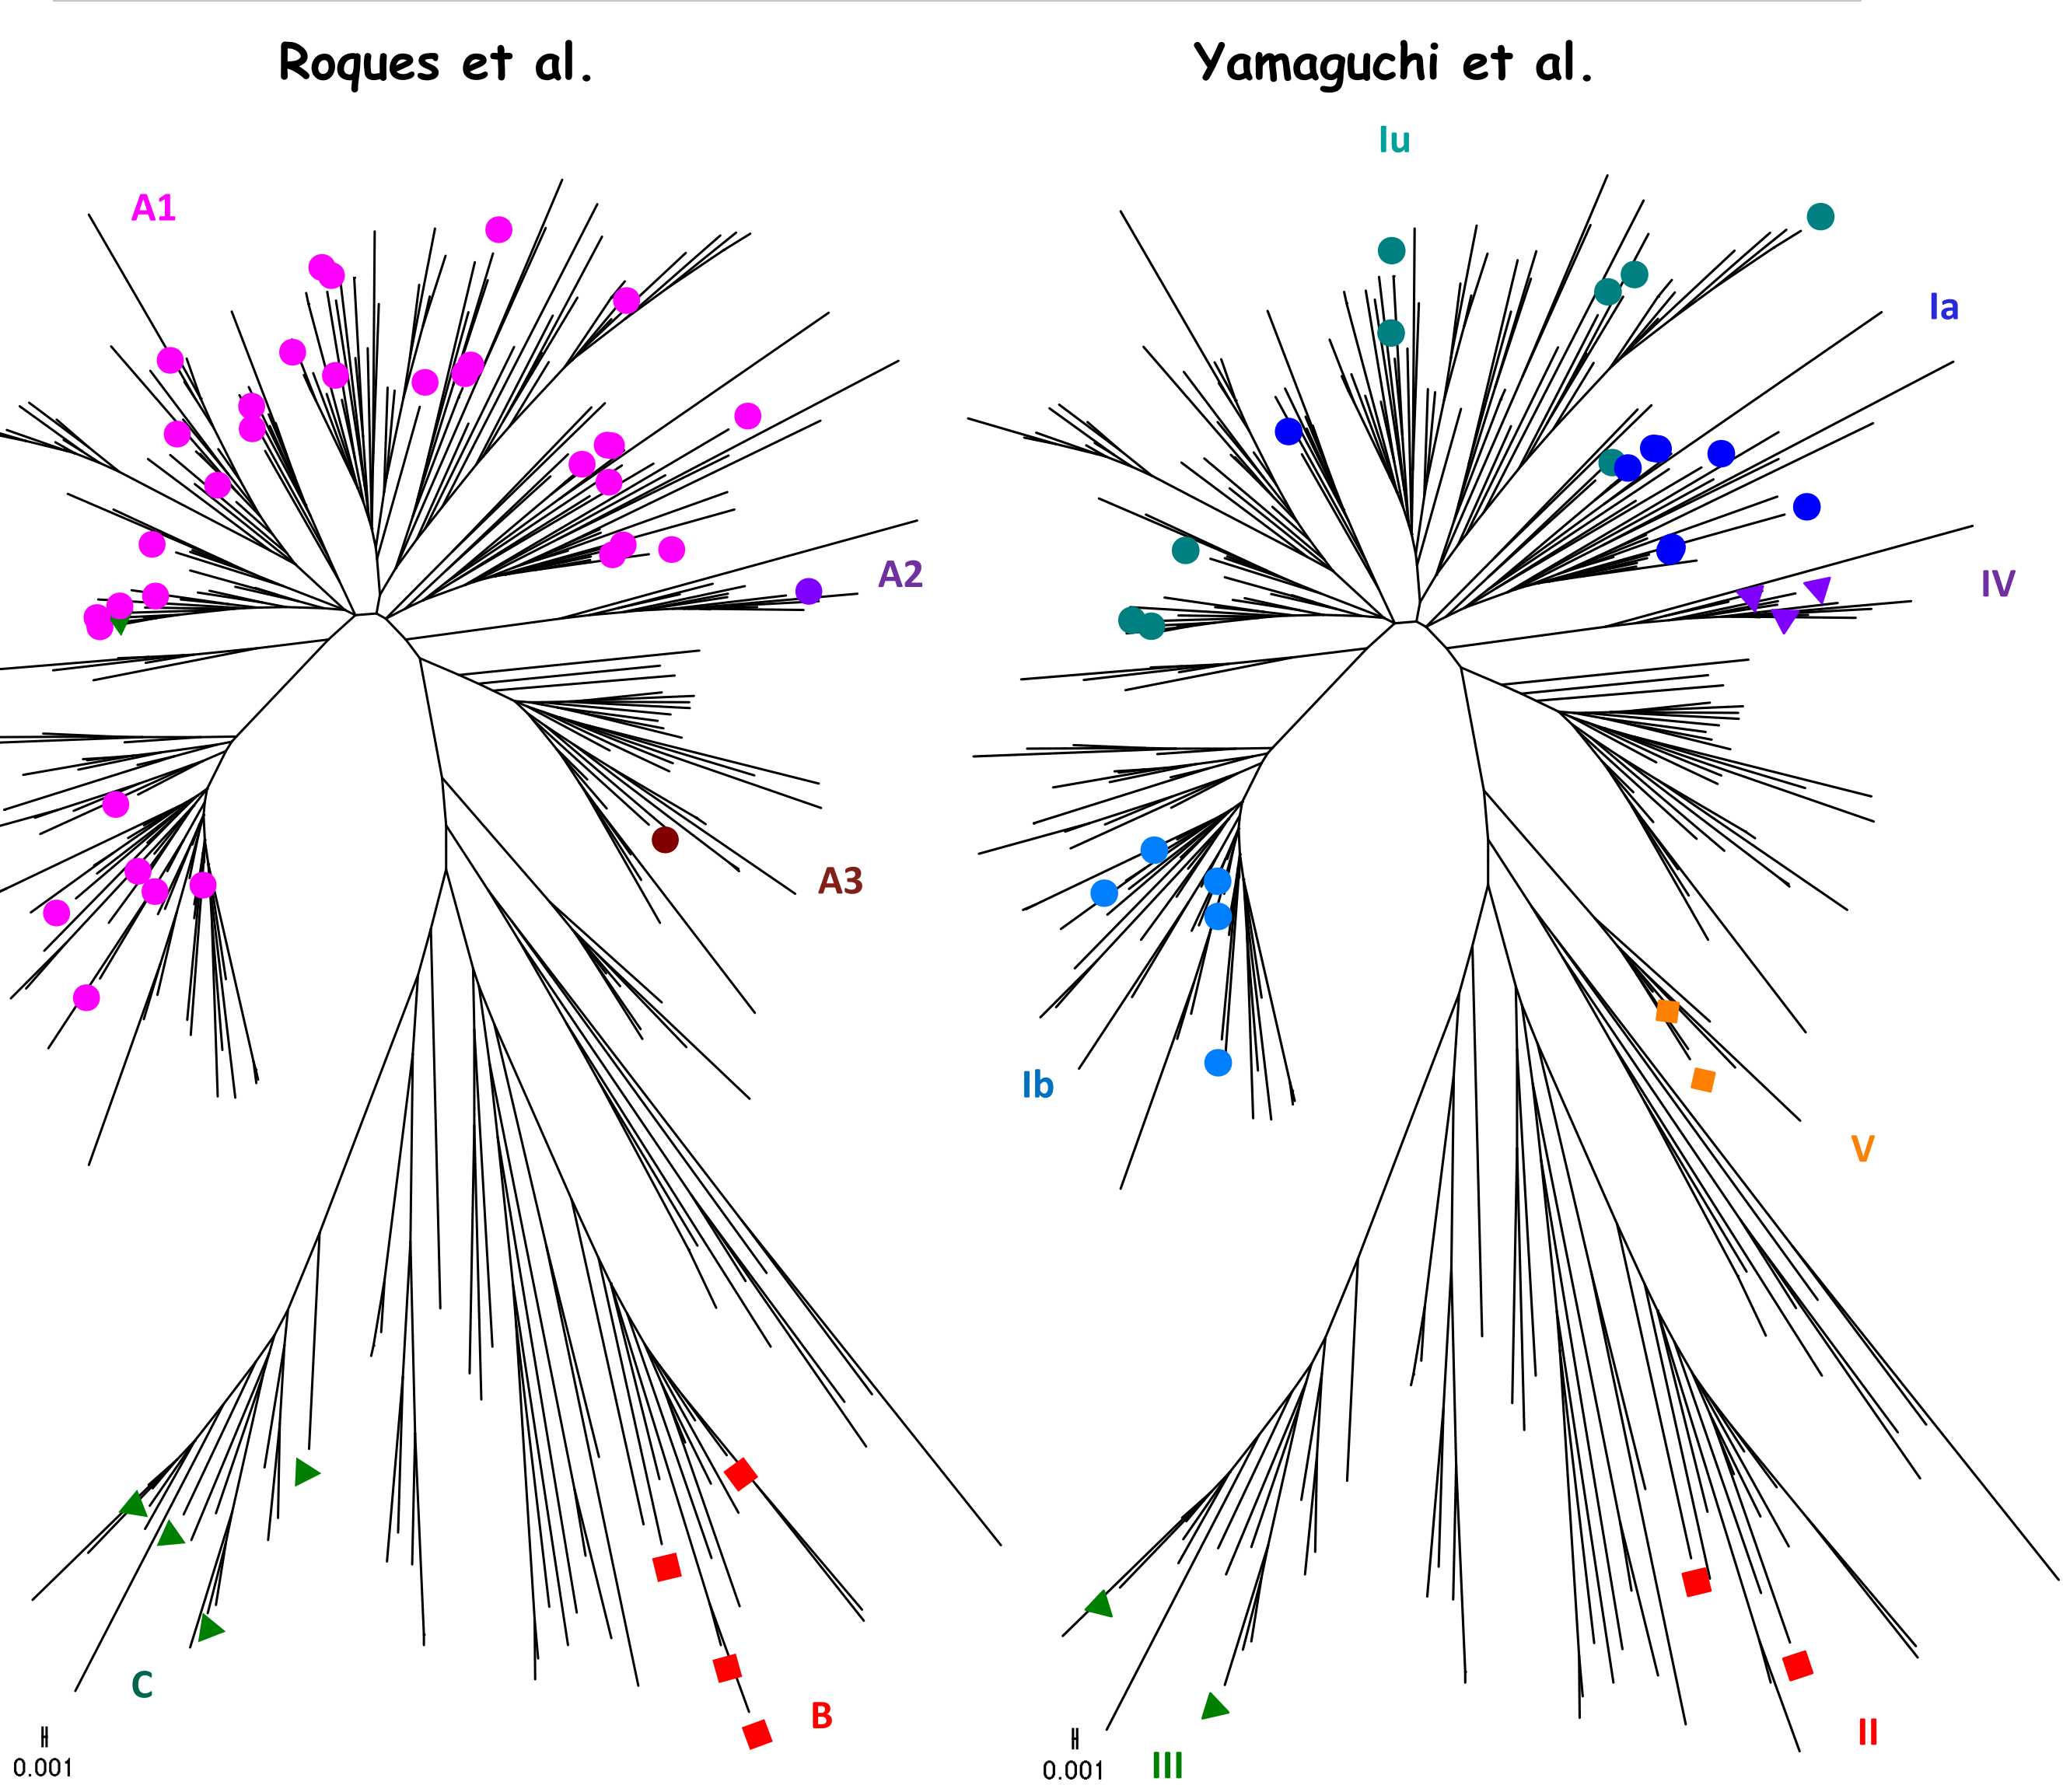 Roques et al.
Yamaguchi et al.
Iu
A1
Ia
A2
IV
A3
Ib
V
C
B
II
0.001
0.001
III